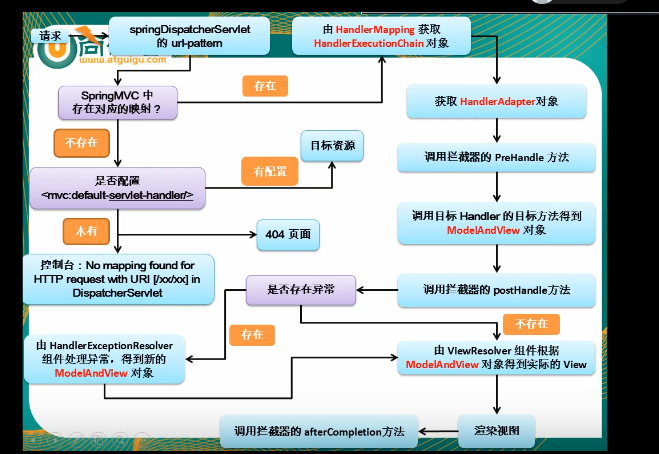 请求
springDispatcherServlet
的 url-pattern
由 HandlerMapping 获取
HandlerExecutionChain 对象
www.atguigu.com
SpringMVC 中
存在对应的映射？
存在
获取 HandlerAdapter对象
不存在
目标资源
调用拦截器的 PreHandle 方法
是否配置
<mvc:default-servlet-handler/>
有配置
调用目标 Handler 的目标方法得到
ModelAndView 对象
木有
404 页面
控制台：No mapping found for
HTTP request with URI [/xx/xx] in
DispatcherServlet
是否存在异常
调用拦截器的 postHandle方法
存在
不存在
由 HandlerExceptionResolver
组件处理异常，得到新的
ModelAndView 对象
由 ViewResolver 组件根据
ModelAndView 对象得到实际的 View
调用拦截器的 afterCompletion方法
渲染视图